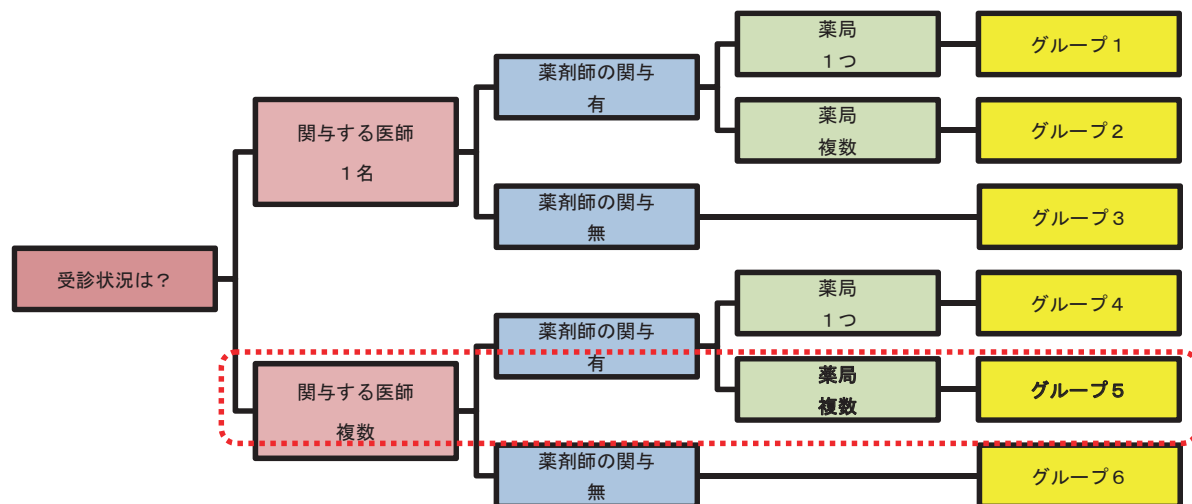 薬局
1つ
グループ1
薬剤師の関与
有
薬局
複数
グループ2
関与する医師
1名
薬剤師の関与
無
グループ3
受診状況は?
薬局
1つ
グループ4
薬剤師の関与
有
薬局
複数
グループ5
関与する医師
複数
薬剤師の関与
無
グループ6